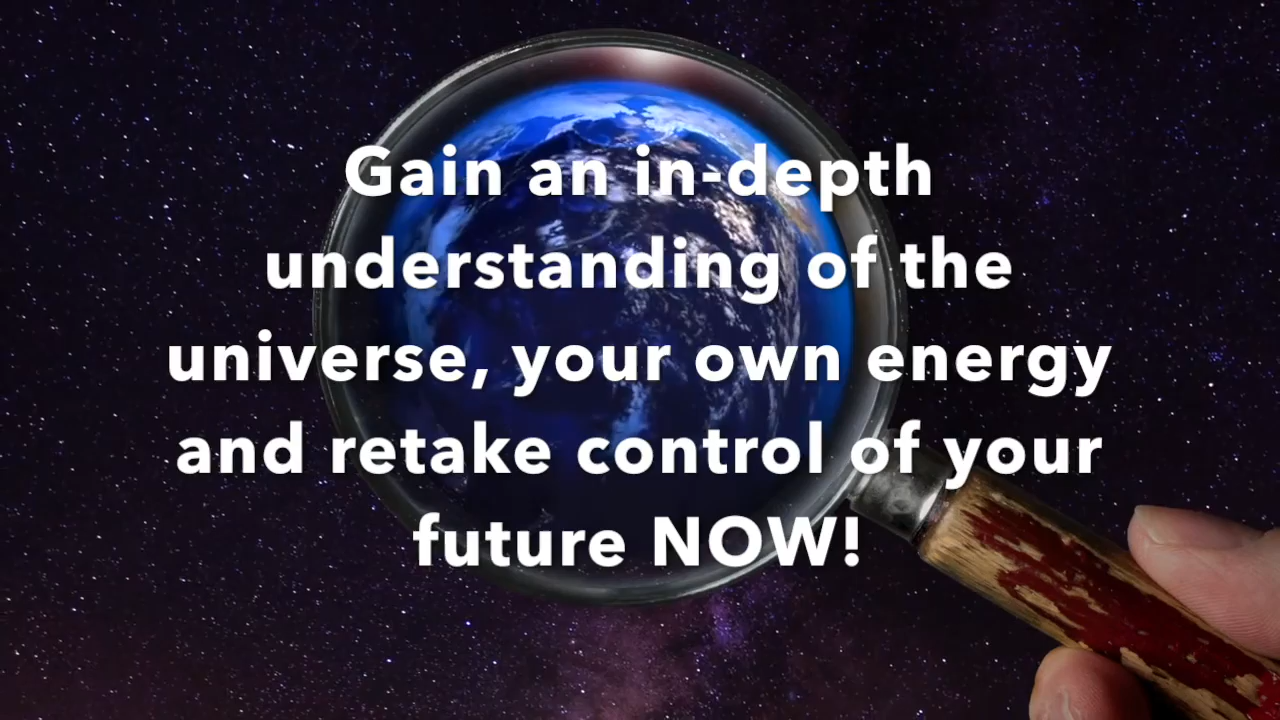 Gain an in-depth
understanding of the
universe, your own energy
and retake control of your
future NOW!